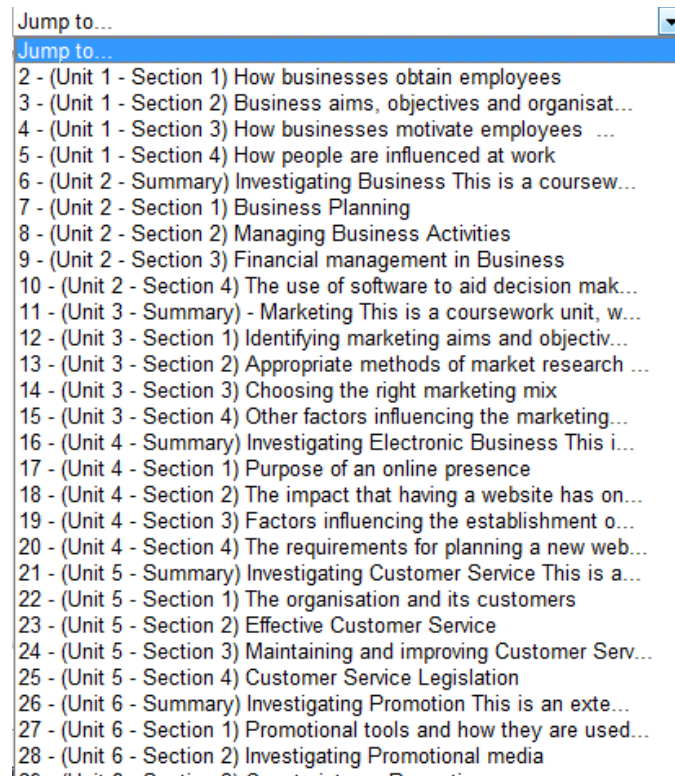 Jump to...
Jump to...
2 - (Unit 1 - Section 1) How businesses obtain employees
3 - (Unit 1 - Section 2) Business aims, objectives and organisat...
4 - (Unit 1 - Section 3) How businesses motivate employees ...
5 - (Unit 1 - Section 4) How people are influenced at work
6 - (Unit 2 - Summary) Investigating Business This is a coursew...
7 - (Unit 2 - Section 1) Business Planning
8 - (Unit 2 - Section 2) Managing Business Activities
9 - (Unit 2 - Section 3) Financial management in Business
10 - (Unit 2 - Section 4) The use of software to aid decision mak...
11 - (Unit 3 - Summary) - Marketing This is a coursework unit, w...
12 - (Unit 3 - Section 1) Identifying marketing aims and objectiv...
13 - (Unit 3 - Section 2) Appropriate methods of market research ...
14 - (Unit 3 - Section 3) Choosing the right marketing mix
15 - (Unit 3 - Section 4) Other factors influencing the marketing...
16 - (Unit 4 - Summary) Investigating Electronic Business This i...
17 - (Unit 4 - Section 1) Purpose of an online presence
18 - (Unit 4 - Section 2) The impact that having a website has on...
19 - (Unit 4 - Section 3) Factors influencing the establishment o...
20 - (Unit 4 - Section 4) The requirements for planning a new web...
21 - (Unit 5 - Summary) Investigating Customer Service This is a...
22 - (Unit 5 - Section 1) The organisation and its customers
23 - (Unit 5 - Section 2) Effective Customer Service
24 - (Unit 5 - Section 3) Maintaining and improving Customer Serv...
25 - (Unit 5 - Section 4) Customer Service Legislation
26 - (Unit 6 - Summary) Investigating Promotion This is an exte...
27 - (Unit 6 - Section 1) Promotional tools and how they are used...
28 - (Unit 6 - Section 2) Investigating Promotional media